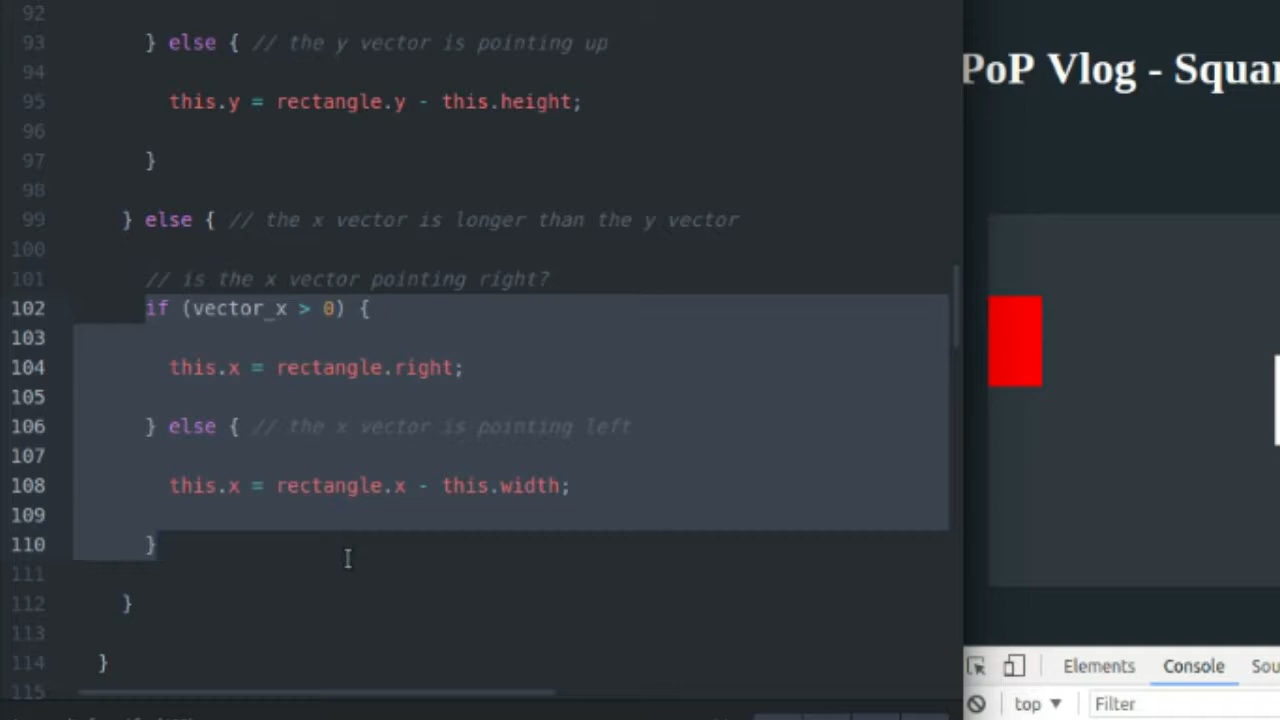 92
93 } else { // the y vector is pointing up
94
95 this.y = rectangle.y - this.height;
96
97 }
98
99 } else { // the x vector is longer than the y vector
100
101 // is the x vector pointing right?
102 if (vector_x > 0) {
103
104 this.x = rectangle.right;
105
106 } else { // the x vector is pointing left
107
108 this.x = rectangle.x - this.width;
109
110 }
111
112 }
113
114 }
115
PoP Vlog - Squar
Elements Console Sou
top ▼ Filter